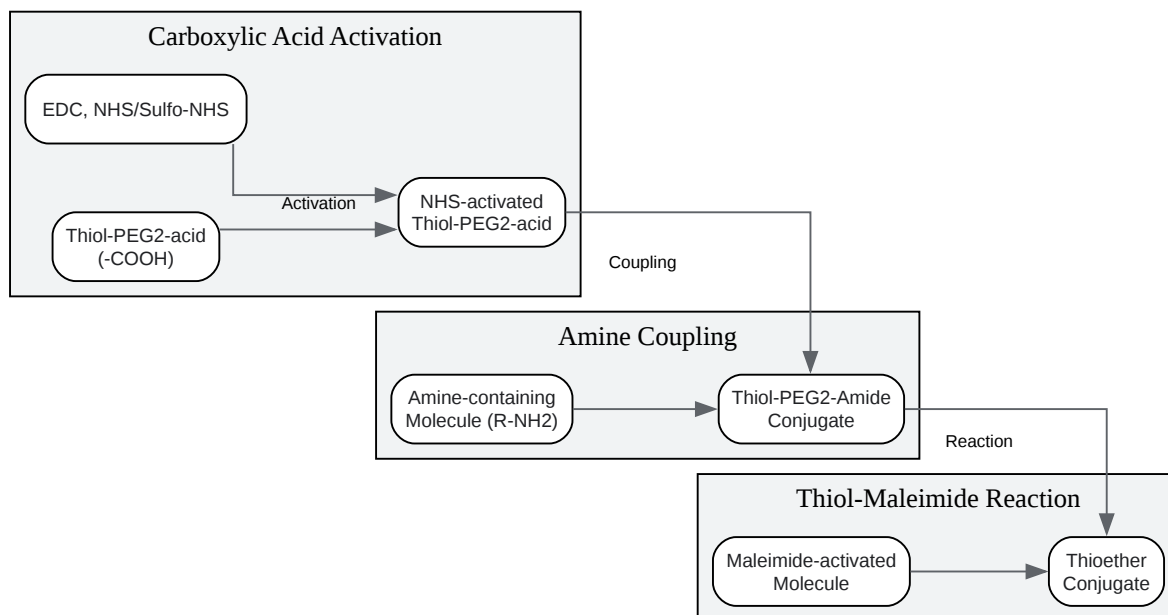 Carboxylic Acid Activation
EDC, NHS/Sulfo-NHS
Activation
Thiol-PEG2-acid
(-COOH)
NHS-activated
Thiol-PEG2-acid
Coupling
Amine Coupling
Amine-containing
Molecule (R-NH2)
Thiol-PEG2-Amide
Conjugate
Reaction
Thiol-Maleimide Reaction
Maleimide-activated
Molecule
Thioether
Conjugate